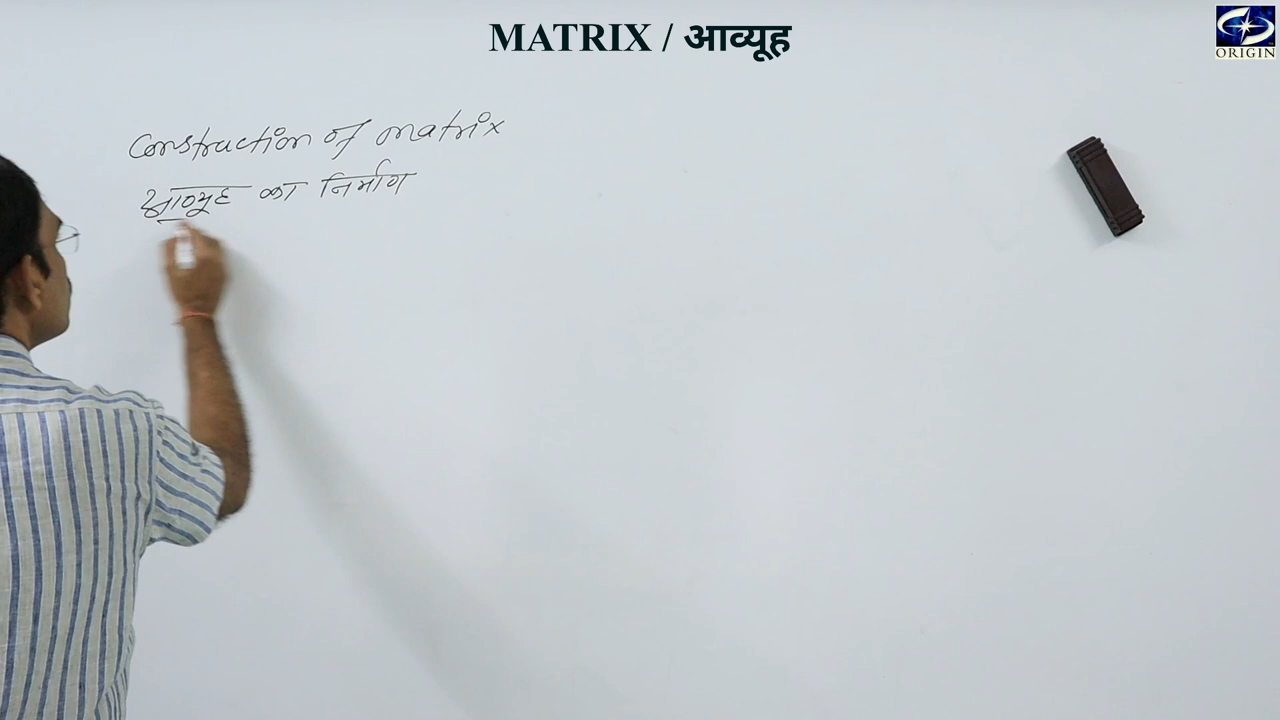 MATRIX / आव्यूह
ORIGIN
Construction of matrix
आव्यूह का निर्माण